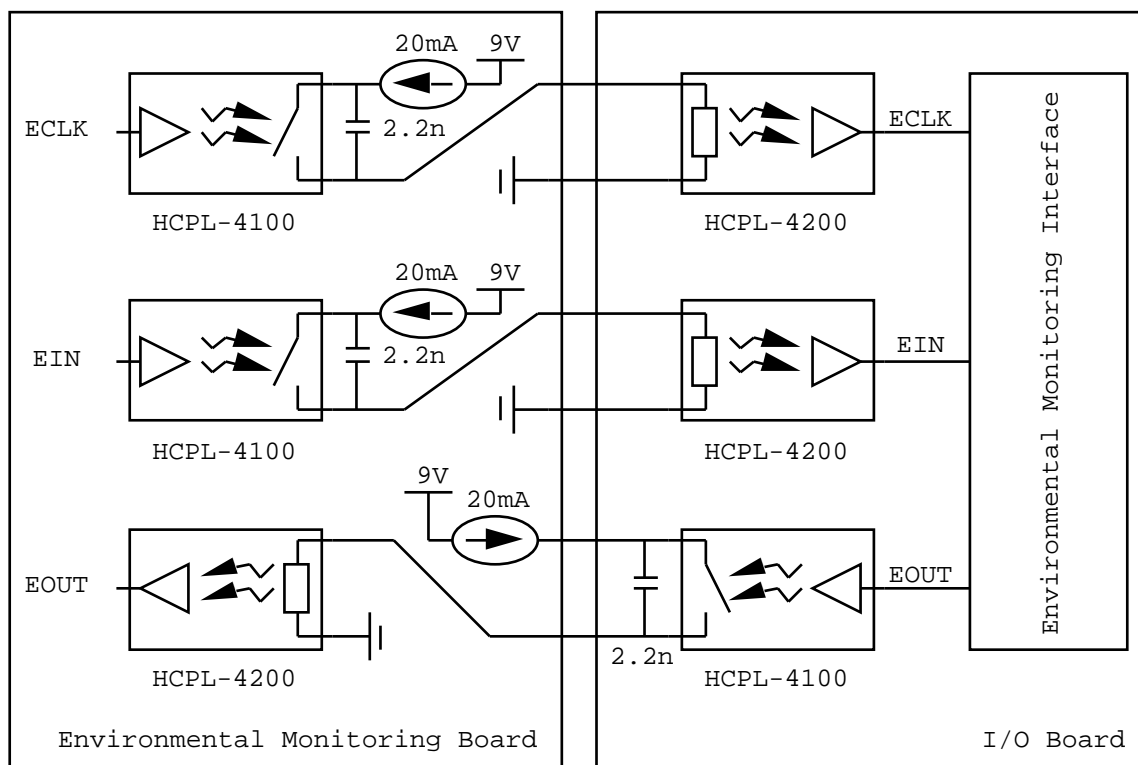 20mA
9V
ECLK
2.2n
HCPL-4100
HCPL-4200
ECLK
20mA
9V
EIN
2.2n
HCPL-4100
HCPL-4200
EIN
9V
20mA
EOUT
HCPL-4200
2.2n
HCPL-4100
EOUT
Environmental Monitoring Interface
Environmental Monitoring Board
I/O Board